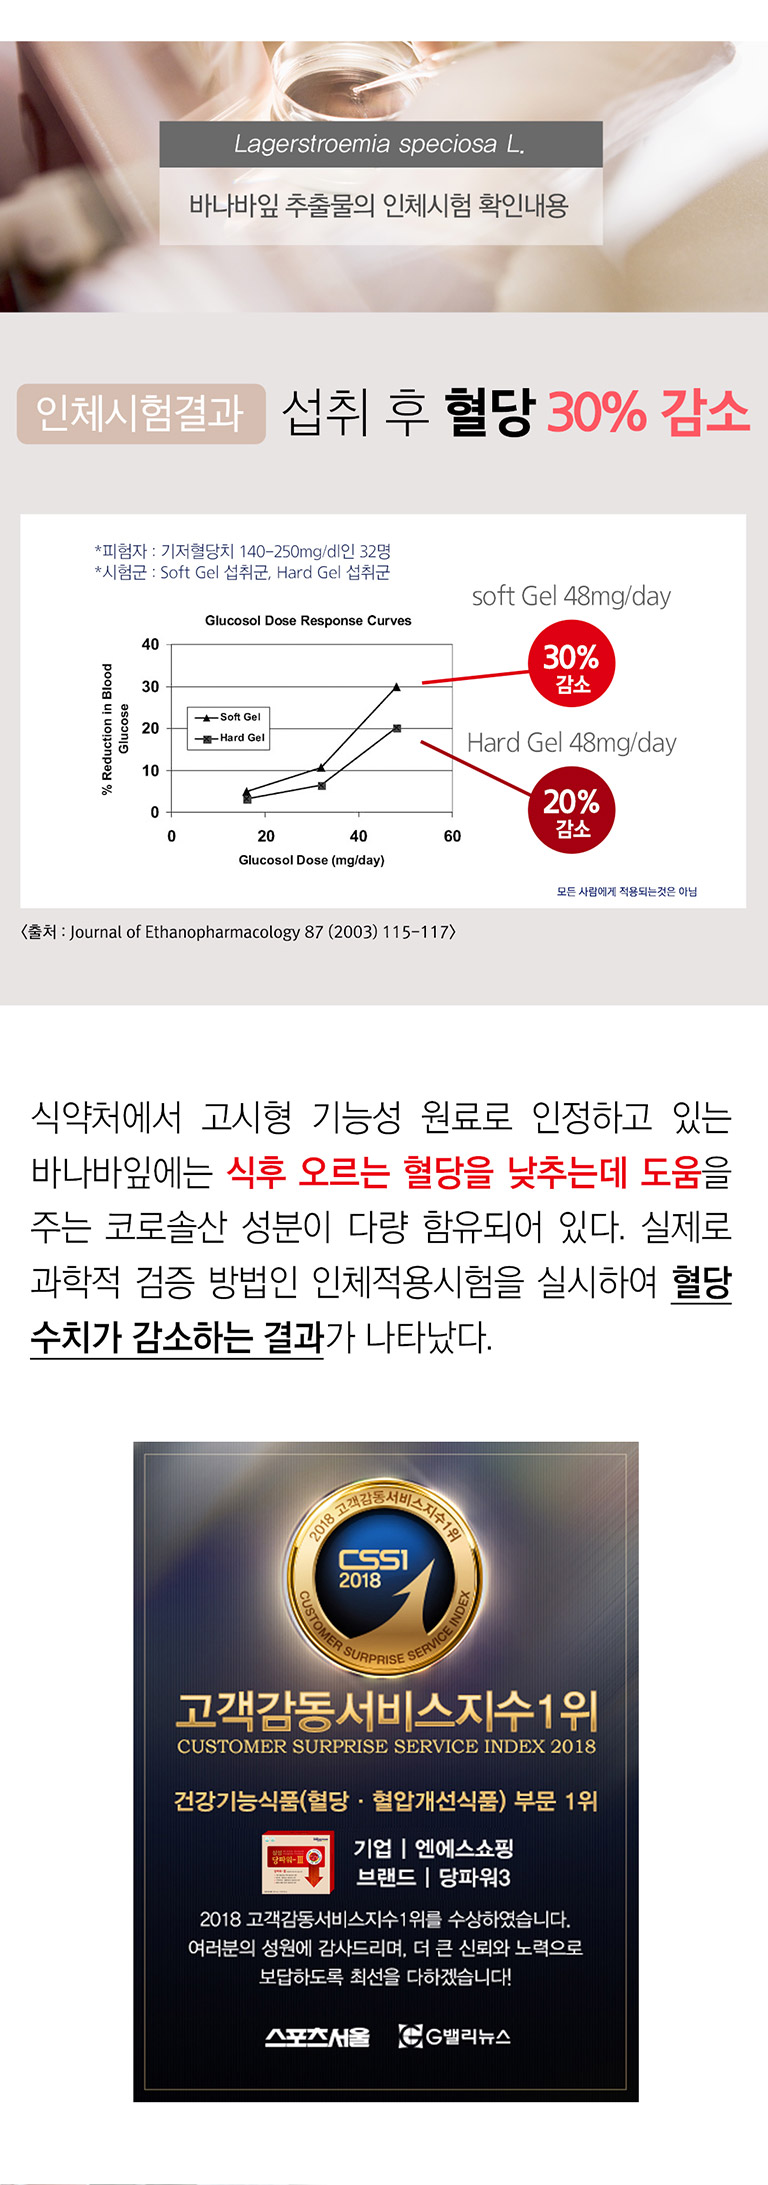 Lagerstroemia speciosa L.
바나바잎 추출물의 인체시험 확인내용
인체시험결과 섭취 후 혈당 30% 감소
*피험자 : 기저혈당치 140-250mg/dl인 32명
*시험군 : Soft Gel 섭취군, Hard Gel 섭취군
soft Gel 48mg/day
30%
감소
Glucosol Dose Response Curves
% Reduction in Blood
Glucose
40
30
20
10
0
Soft Gel
Hard Gel
0 20 40 60
Glucosol Dose (mg/day)
Hard Gel 48mg/day
20%
감소
모든 사람에게 적용되는것은 아님
<출처 : Journal of Ethanopharmacology 87 (2003) 115-117>
식약처에서 고시형 기능성 원료로 인정하고 있는
바나바잎에는 식후 오르는 혈당을 낮추는데 도움을
주는 코로솔산 성분이 다량 함유되어 있다. 실제로
과학적 검증 방법인 인체적용시험을 실시하여 혈당
수치가 감소하는 결과가 나타났다.
2018 고객감동서비스지수1위
CSSI
2018
CUSTOMER SURPRISE SERVICE INDEX
고객감동서비스지수1위
CUSTOMER SURPRISE SERVICE INDEX 2018
건강기능식품(혈당 · 혈압개선식품) 부문 1위
당파워-III
기업 | 엔에스쇼핑
브랜드 | 당파워3
2018 고객감동서비스지수1위를 수상하였습니다.
여러분의 성원에 감사드리며, 더 큰 신뢰와 노력으로
보답하도록 최선을 다하겠습니다!
스포츠서울 G밸리뉴스